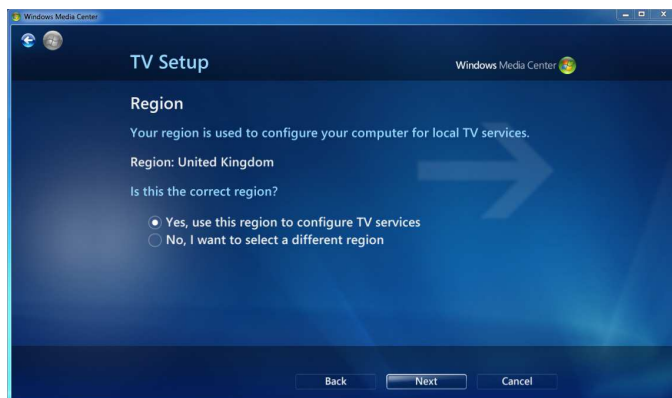 Windows Media Center
TV Setup
Windows Media Center
Region
Your region is used to configure your computer for local TV services.
Region: United Kingdom
Is this the correct region?
Yes, use this region to configure TV services
No, I want to select a different region
Back Next Cancel